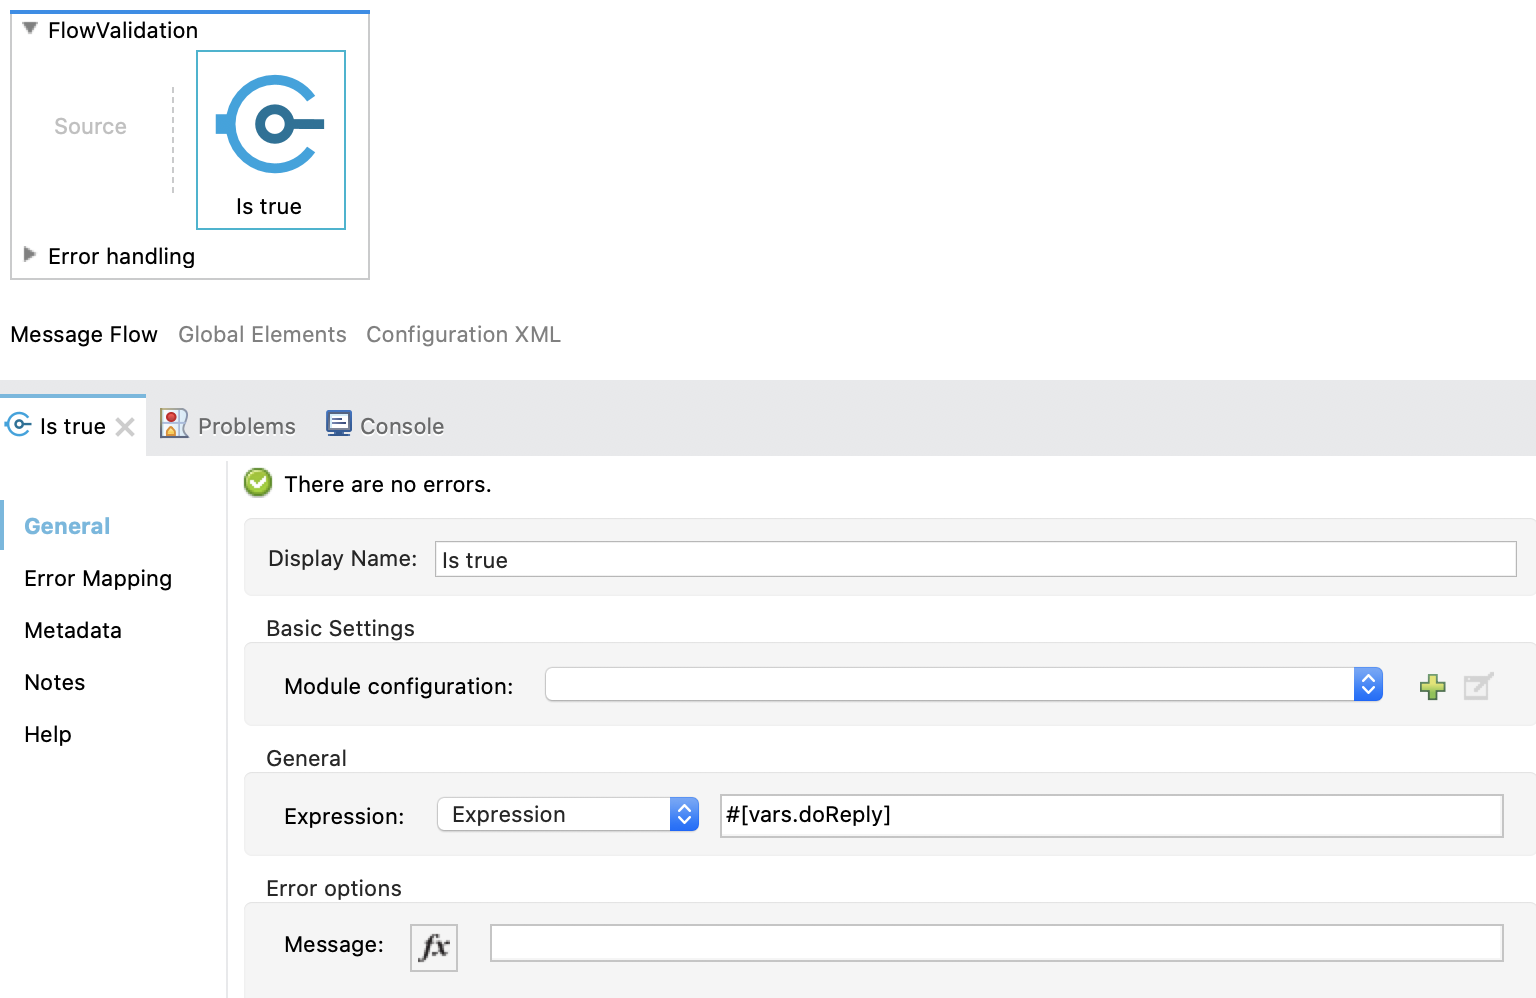 FlowValidation
Source
Is true
Error handling
Message Flow Global Elements Configuration XML
Is true Problems Console
There are no errors.
General
Error Mapping
Metadata
Notes
Help
Display Name: Is true
Basic Settings
Module configuration:
General
Expression: Expression #[vars.doReply]
Error options
Message: fx